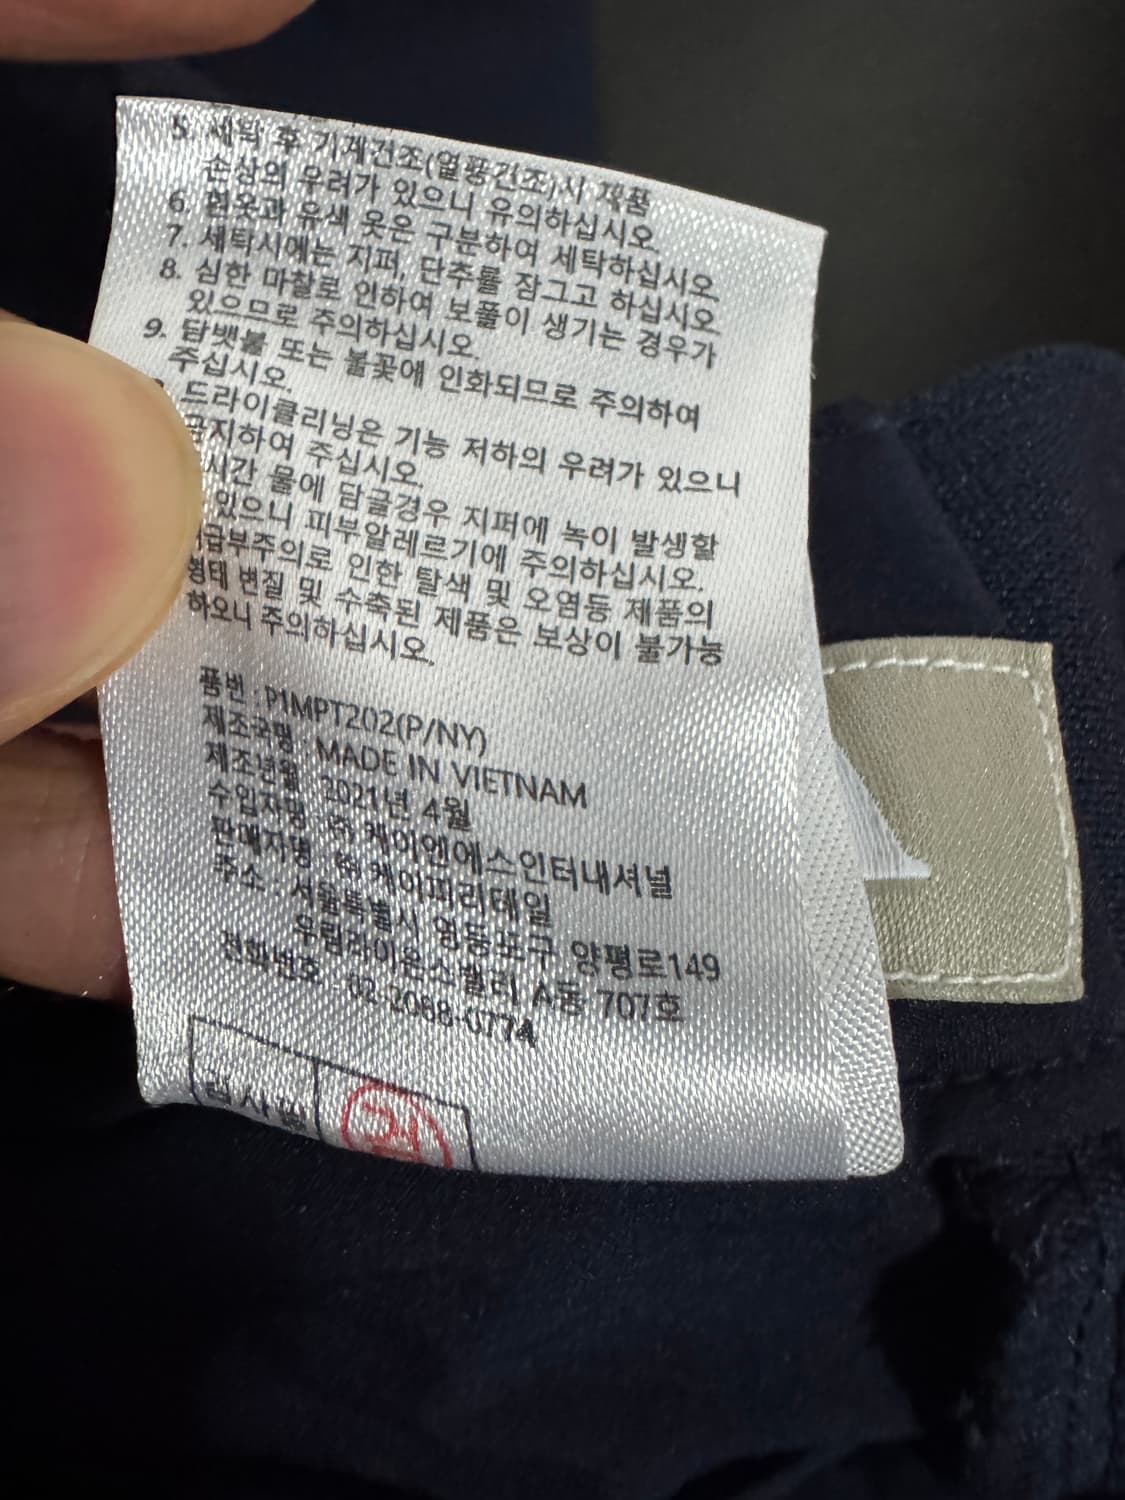 5. 세탁 후 기계건조(열풍건조)시 제품
손상의 우려가 있으니 유의하십시오.
6. 흰옷과 유색 옷은 구분하여 세탁하십시오.
7. 세탁시에는 지퍼, 단추를 잠그고 하십시오.
8. 심한 마찰로 인하여 보풀이 생기는 경우가
있으므로 주의하십시오.
9. 담뱃불 또는 불꽃에 인화되므로 주의하여
주십시오.
드라이클리닝은 기능 저하의 우려가 있으니
금지하여 주십시오.
시간 물에 담글경우 지퍼에 녹이 발생할
있으니 피부알레르기에 주의하십시오.
취급부주의로 인한 탈색 및 오염등 제품의
형태 변질 및 수축된 제품은 보상이 불가능
하오니 주의하십시오.
품번 : P1MPT202(P/NY)
제조국명 : MADE IN VIETNAM
제조년월 : 2021년 4월
수입자명 : ㈜ 케이엔에스인터내셔널
판매자명 : ㈜ 케이피리테일
주소 : 서울특별시 영등포구 양평로149
우림라이온스밸리 A동 707호
전화번호 : 02-2068-0774
검사필